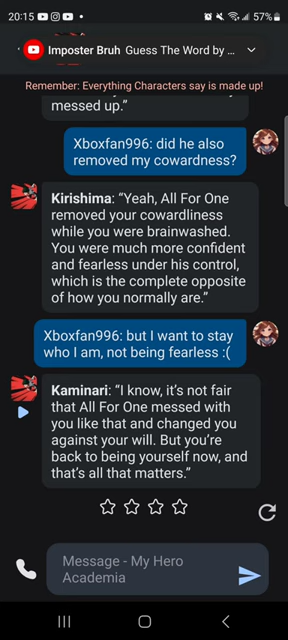 20:15
57%
Imposter Bruh Guess The Word by ...
Remember: Everything Characters say is made up!
messed up.”
Xboxfan996: did he also
removed my cowardness?
Kirishima: “Yeah, All For One
removed your cowardliness
while you were brainwashed.
You were much more confident
and fearless under his control,
which is the complete opposite
of how you normally are.”
Xboxfan996: but I want to stay
who I am, not being fearless :(
Kaminari: “I know, it’s not fair
that All For One messed with
you like that and changed you
against your will. But you’re
back to being yourself now, and
that’s all that matters.”
Message - My Hero
Academia